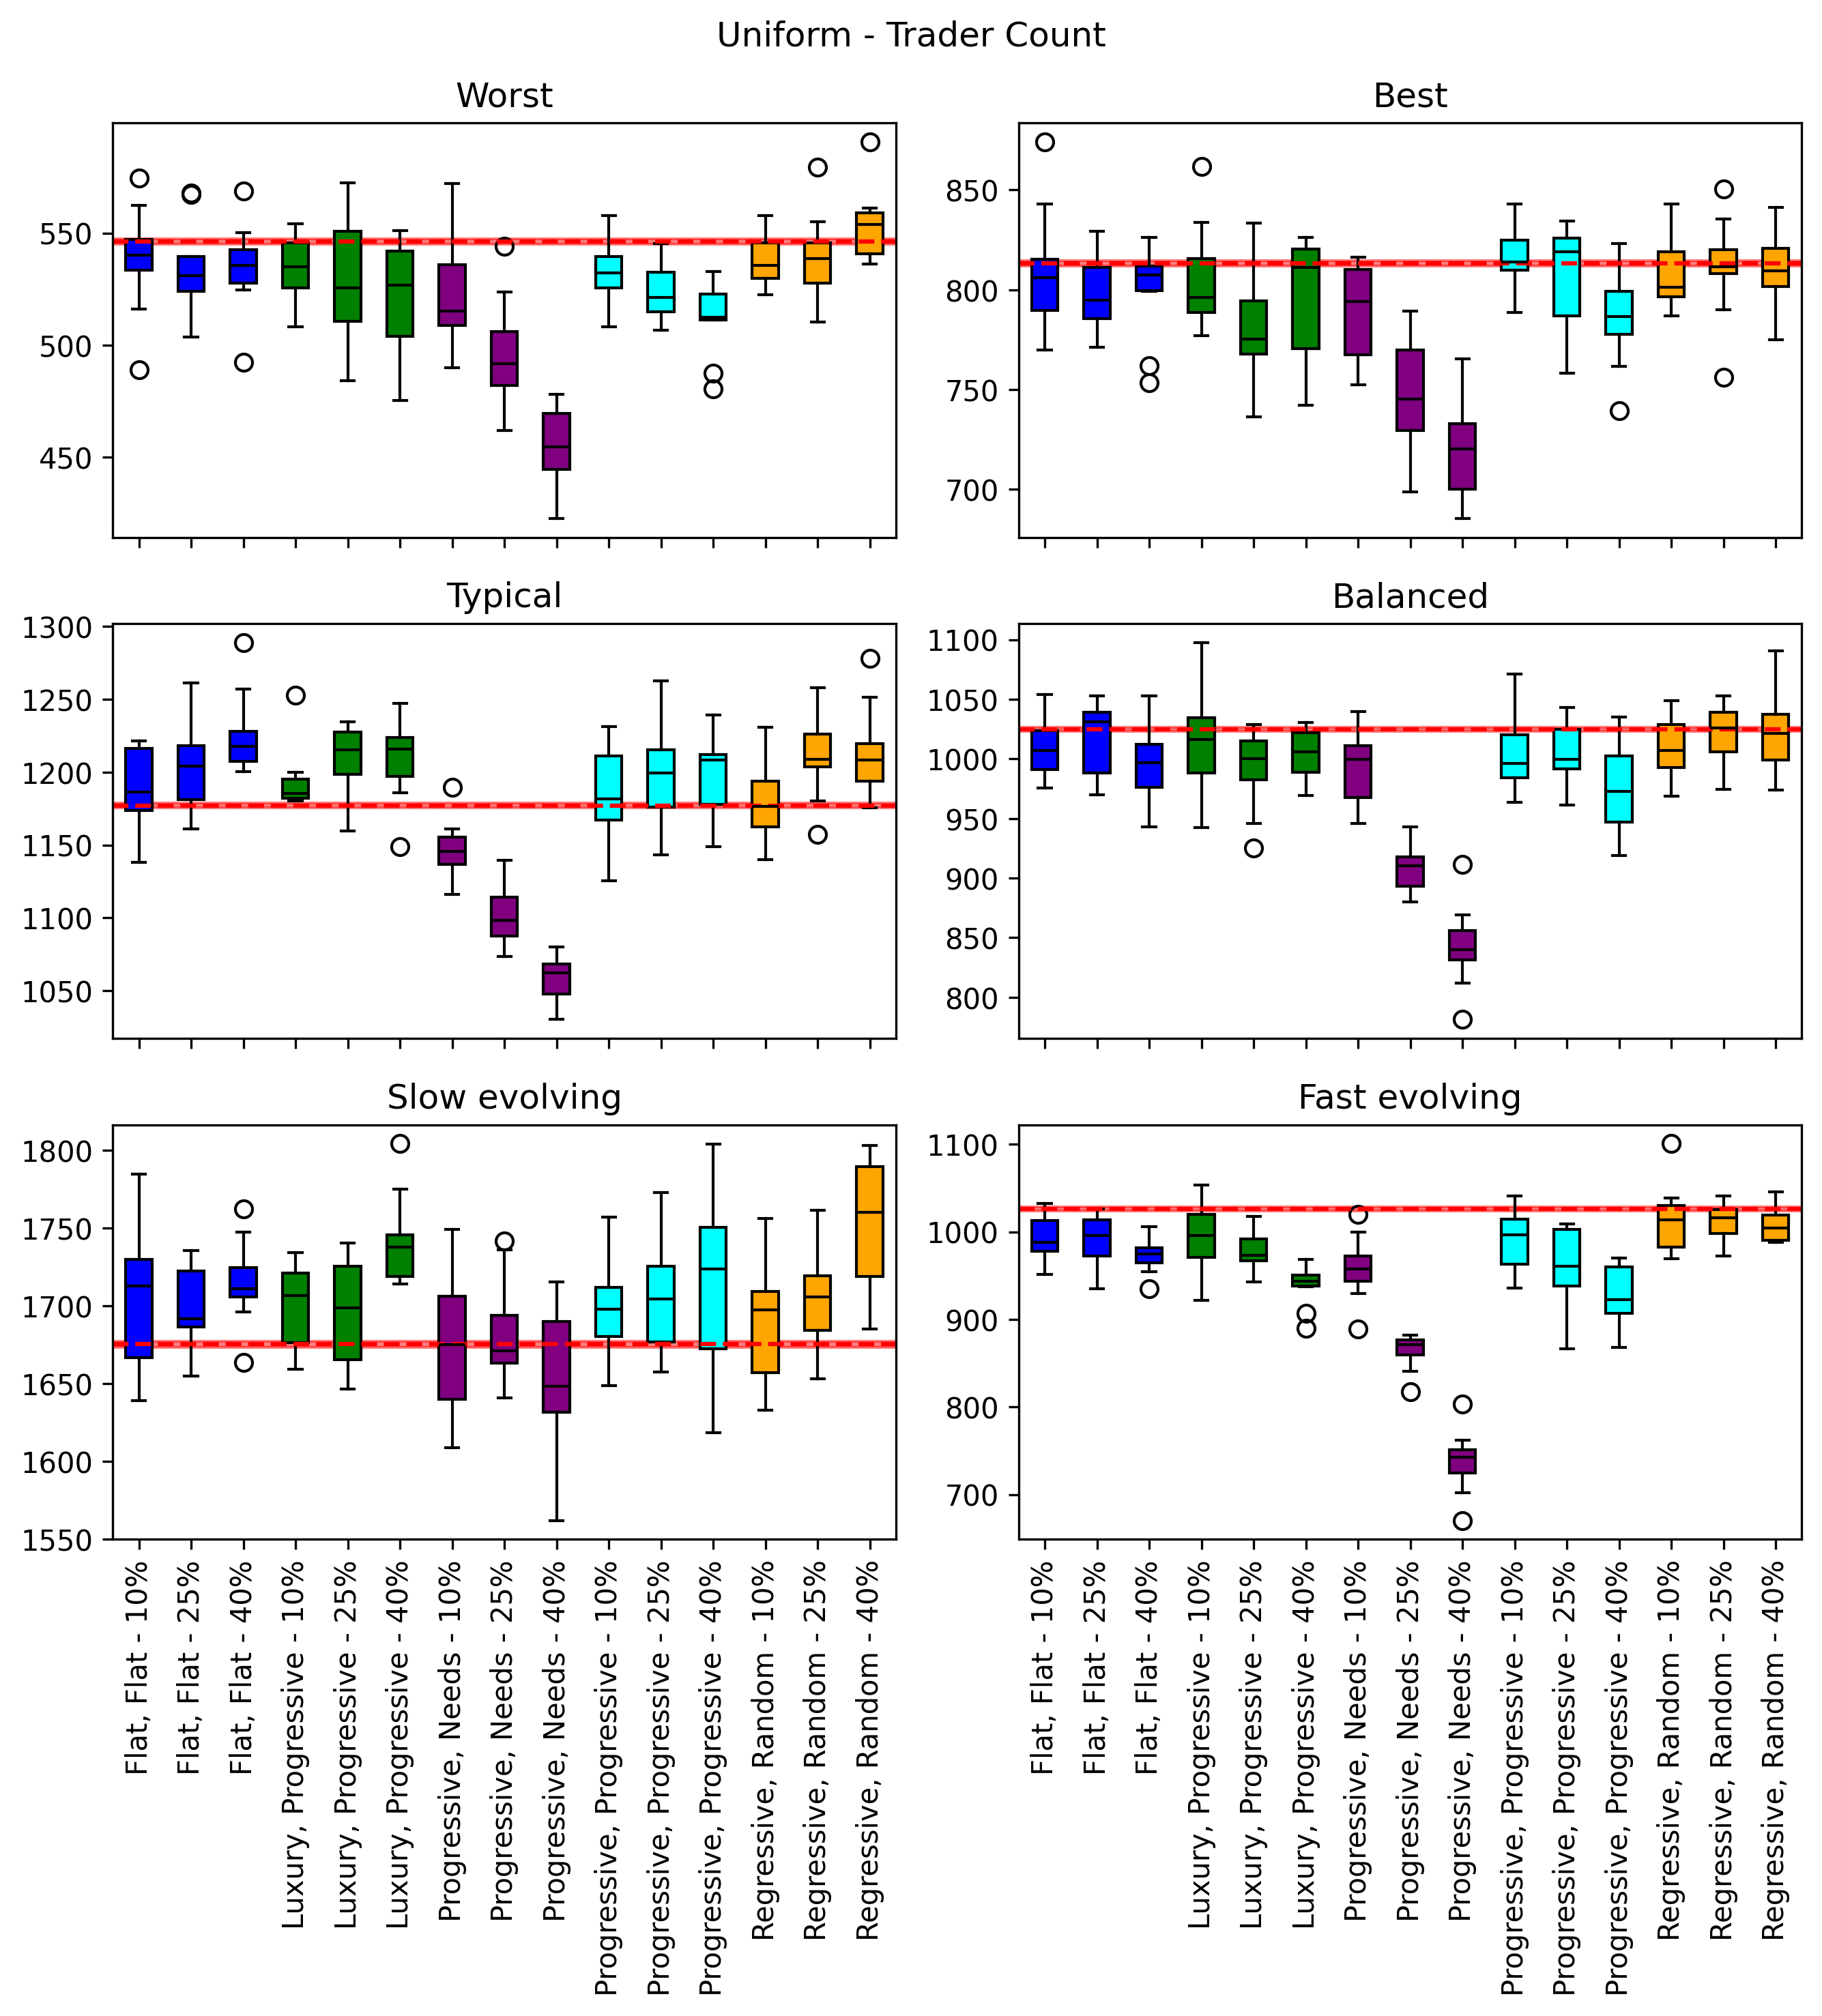 Uniform - Trader Count
Worst
550
500
450
Best
850
800
750
700
Typical
1300
1250
1200
1150
1100
1050
Balanced
1100
1050
1000
950
900
850
800
Slow evolving
1800
1750
1700
1650
1600
1550
Fast evolving
1100
1000
900
800
700
Flat, Flat - 10%
Flat, Flat - 25%
Flat, Flat - 40%
Luxury, Progressive - 10%
Luxury, Progressive - 25%
Luxury, Progressive - 40%
Progressive, Needs - 10%
Progressive, Needs - 25%
Progressive, Needs - 40%
Progressive, Progressive - 10%
Progressive, Progressive - 25%
Progressive, Progressive - 40%
Regressive, Random - 10%
Regressive, Random - 25%
Regressive, Random - 40%
Flat, Flat - 10%
Flat, Flat - 25%
Flat, Flat - 40%
Luxury, Progressive - 10%
Luxury, Progressive - 25%
Luxury, Progressive - 40%
Progressive, Needs - 10%
Progressive, Needs - 25%
Progressive, Needs - 40%
Progressive, Progressive - 10%
Progressive, Progressive - 25%
Progressive, Progressive - 40%
Regressive, Random - 10%
Regressive, Random - 25%
Regressive, Random - 40%